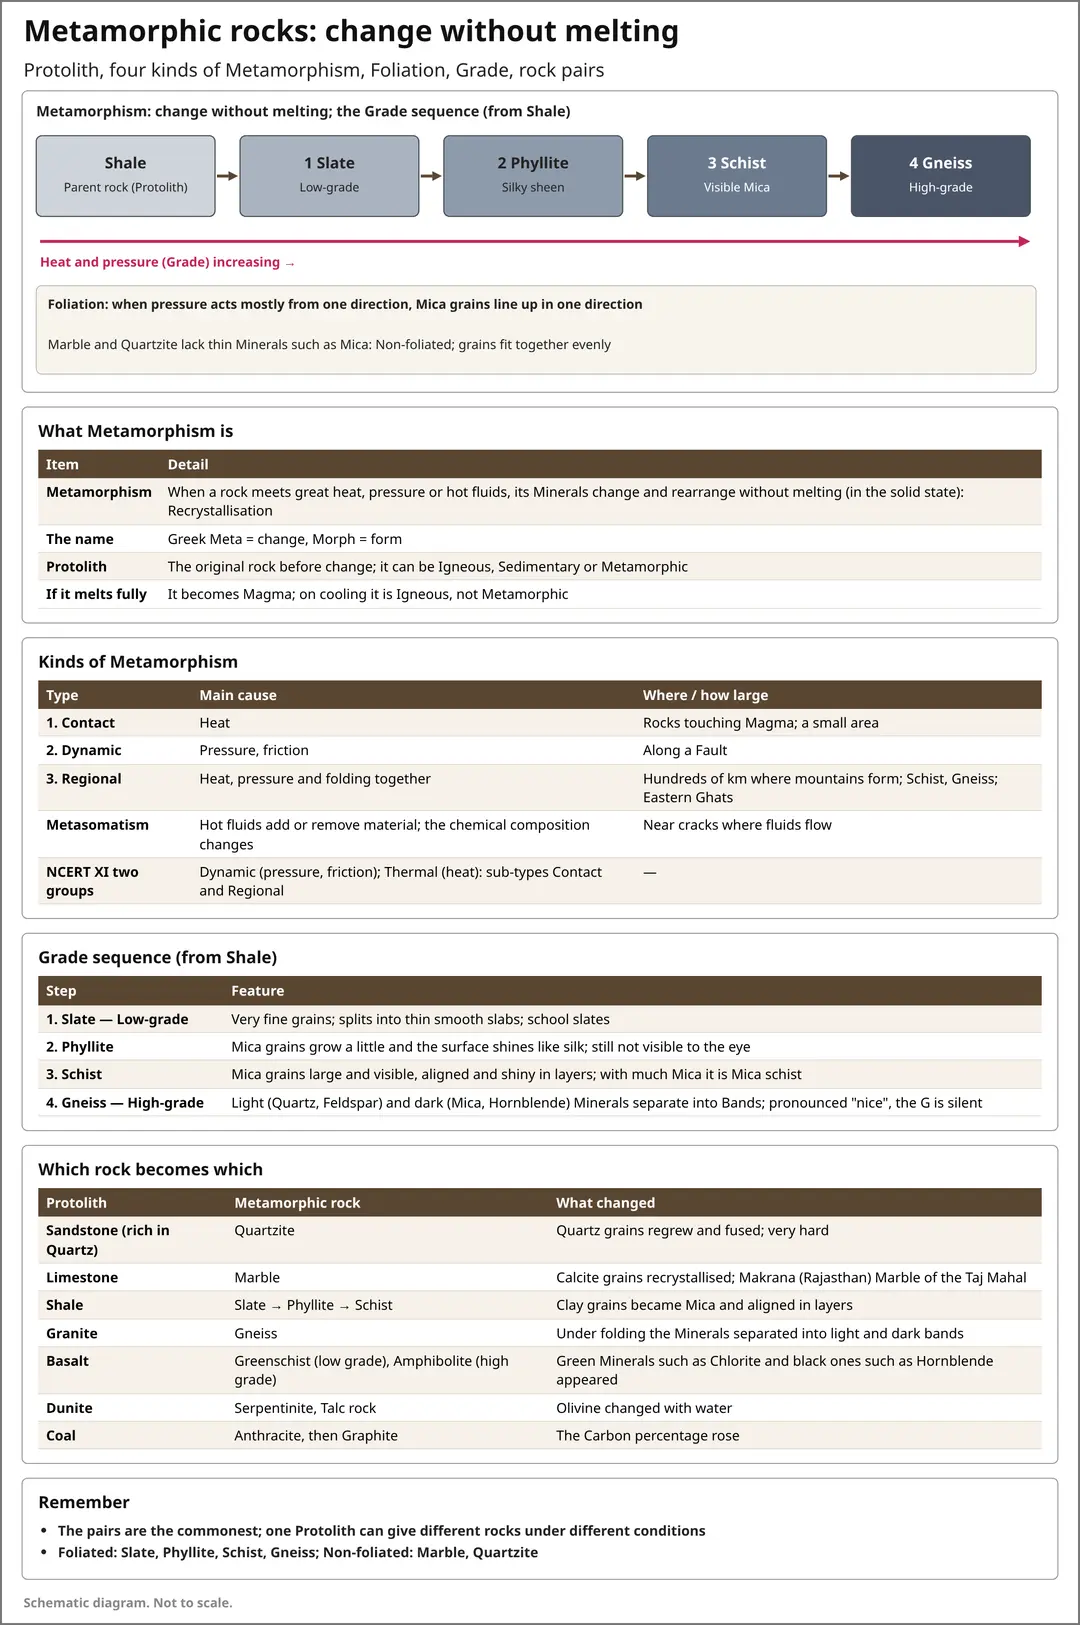 Metamorphic rocks: change without melting
Protolith, four kinds of Metamorphism, Foliation, Grade, rock pairs
Metamorphism: change without melting; the Grade sequence (from Shale)
Shale
Parent rock (Protolith)
1 Slate
Low-grade
2 Phyllite
Silky sheen
3 Schist
Visible Mica
4 Gneiss
High-grade
Heat and pressure (Grade) increasing →
Foliation: when pressure acts mostly from one direction, Mica grains line up in one direction
Marble and Quartzite lack thin Minerals such as Mica: Non-foliated; grains fit together evenly
What Metamorphism is
Item Detail
Metamorphism When a rock meets great heat, pressure or hot fluids, its Minerals change and rearrange without melting (in the solid state):
Recrystallisation
The name Greek Meta = change, Morph = form
Protolith The original rock before change; it can be Igneous, Sedimentary or Metamorphic
If it melts fully It becomes Magma; on cooling it is Igneous, not Metamorphic
Kinds of Metamorphism
Type Main cause Where / how large
1. Contact Heat Rocks touching Magma; a small area
2. Dynamic Pressure, friction Along a Fault
3. Regional Heat, pressure and folding together Hundreds of km where mountains form; Schist, Gneiss;
Eastern Ghats
Metasomatism Hot fluids add or remove material; the chemical composition Near cracks where fluids flow
changes
NCERT XI two Dynamic (pressure, friction); Thermal (heat): sub-types Contact —
groups and Regional
Grade sequence (from Shale)
Step Feature
1. Slate — Low-grade Very fine grains; splits into thin smooth slabs; school slates
2. Phyllite Mica grains grow a little and the surface shines like silk; still not visible to the eye
3. Schist Mica grains large and visible, aligned and shiny in layers; with much Mica it is Mica schist
4. Gneiss — High-grade Light (Quartz, Feldspar) and dark (Mica, Hornblende) Minerals separate into Bands; pronounced "nice", the G is silent
Which rock becomes which
Protolith Metamorphic rock What changed
Sandstone (rich in Quartzite Quartz grains regrew and fused; very hard
Quartz)
Limestone Marble Calcite grains recrystallised; Makrana (Rajasthan) Marble of the Taj Mahal
Shale Slate → Phyllite → Schist Clay grains became Mica and aligned in layers
Granite Gneiss Under folding the Minerals separated into light and dark bands
Basalt Greenschist (low grade), Amphibolite (high Green Minerals such as Chlorite and black ones such as Hornblende
grade) appeared
Dunite Serpentinite, Talc rock Olivine changed with water
Coal Anthracite, then Graphite The Carbon percentage rose
Remember
• The pairs are the commonest; one Protolith can give different rocks under different conditions
• Foliated: Slate, Phyllite, Schist, Gneiss; Non-foliated: Marble, Quartzite
Schematic diagram. Not to scale.